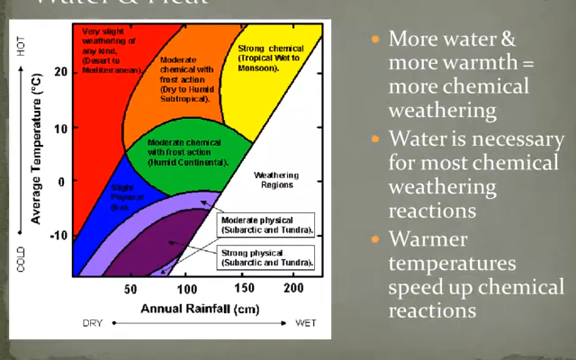 Water & Heat
HOT
COLD
Average Temperature (°C)
20
10
0
-10
Very slight
weathering of
any kind,
(Desert to
Mediterranean).
Moderate
chemical with
frost action
(Dry to Humid
Subtropical).
Strong chemical
(Tropical Wet to
Monsoon).
Moderate chemical
with frost action
(Humid Continental).
Slight
Physical
Weathering
Regions
Moderate physical
(Subarctic and Tundra).
Strong physical
(Subarctic and Tundra).
50
100
150
200
Annual Rainfall (cm)
DRY
WET
• More water &
more warmth =
more chemical
weathering
• Water is necessary
for most chemical
weathering
reactions
• Warmer
temperatures
speed up chemical
reactions